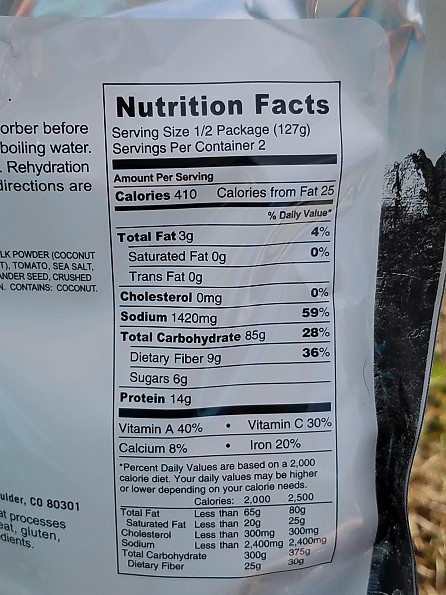 orber before
boiling water.
. Rehydration
directions are
LK POWDER (COCONUT
T), TOMATO, SEA SALT,
ANDER SEED, CRUSHED
N. CONTAINS: COCONUT.
ulder, CO 80301
at processes
eat, gluten,
dients.
Nutrition Facts
Serving Size 1/2 Package (127g)
Servings Per Container 2
Amount Per Serving
Calories 410 Calories from Fat 25
% Daily Value*
Total Fat 3g 4%
Saturated Fat 0g 0%
Trans Fat 0g
Cholesterol 0mg 0%
Sodium 1420mg 59%
Total Carbohydrate 85g 28%
Dietary Fiber 9g 36%
Sugars 6g
Protein 14g
Vitamin A 40% • Vitamin C 30%
Calcium 8% • Iron 20%
*Percent Daily Values are based on a 2,000
calorie diet. Your daily values may be higher
or lower depending on your calorie needs.
Calories: 2,000 2,500
Total Fat Less than 65g 80g
Saturated Fat Less than 20g 25g
Cholesterol Less than 300mg 300mg
Sodium Less than 2,400mg 2,400mg
Total Carbohydrate 300g 375g
Dietary Fiber 25g 30g